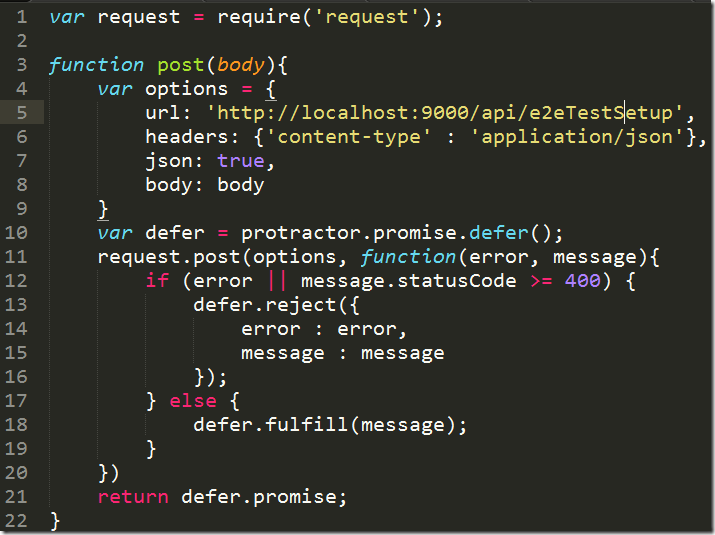 1 var request = require('request');
2
3 function post(body){
4     var options = {
5         url: 'http://localhost:9000/api/e2eTestSetup',
6         headers: {'content-type' : 'application/json'},
7         json: true,
8         body: body
9     }
10     var defer = protractor.promise.defer();
11     request.post(options, function(error, message){
12         if (error || message.statusCode >= 400) {
13             defer.reject({
14                 error : error,
15                 message : message
16             });
17         } else {
18             defer.fulfill(message);
19         }
20     })
21     return defer.promise;
22 }